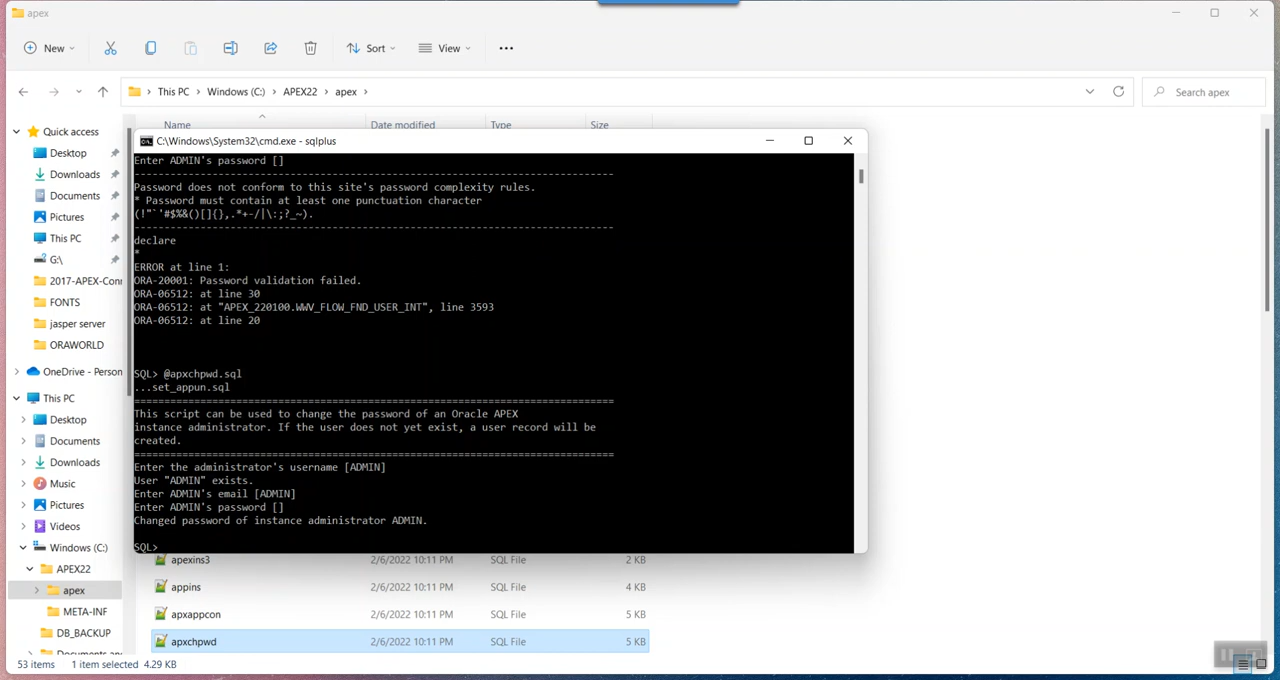 apex
New
Sort
View
This PC > Windows (C:) > APEX22 > apex >
Search apex
Name Date modified Type Size
Quick access
Desktop
Downloads
Documents
Pictures
This PC
G:\
2017-APEX-Con
FONTS
jasper server
ORAWORLD
OneDrive - Person
This PC
Desktop
Documents
Downloads
Music
Pictures
Videos
Windows (C:)
APEX22
apex
META-INF
DB_BACKUP
C:\Windows\System32\cmd.exe - sqlplus
Enter ADMIN's password []
--------------------------------------------------------------------------------
Password does not conform to this site's password complexity rules.
* Password must contain at least one punctuation character
(!"`'#$%&()[]{},.*+-/|\:;?_~).
--------------------------------------------------------------------------------
declare
*
ERROR at line 1:
ORA-20001: Password validation failed.
ORA-06512: at line 30
ORA-06512: at "APEX_220100.WWV_FLOW_FND_USER_INT", line 3593
ORA-06512: at line 20
SQL> @apxchpwd.sql
...set_appun.sql
================================================================================
This script can be used to change the password of an Oracle APEX
instance administrator. If the user does not yet exist, a user record will be
created.
================================================================================
Enter the administrator's username [ADMIN]
User "ADMIN" exists.
Enter ADMIN's email [ADMIN]
Enter ADMIN's password []
Changed password of instance administrator ADMIN.
SQL>
apexins3 2/6/2022 10:11 PM SQL File 2 KB
appins 2/6/2022 10:11 PM SQL File 4 KB
apxappcon 2/6/2022 10:11 PM SQL File 5 KB
apxchpwd 2/6/2022 10:11 PM SQL File 5 KB
53 items 1 item selected 4.29 KB